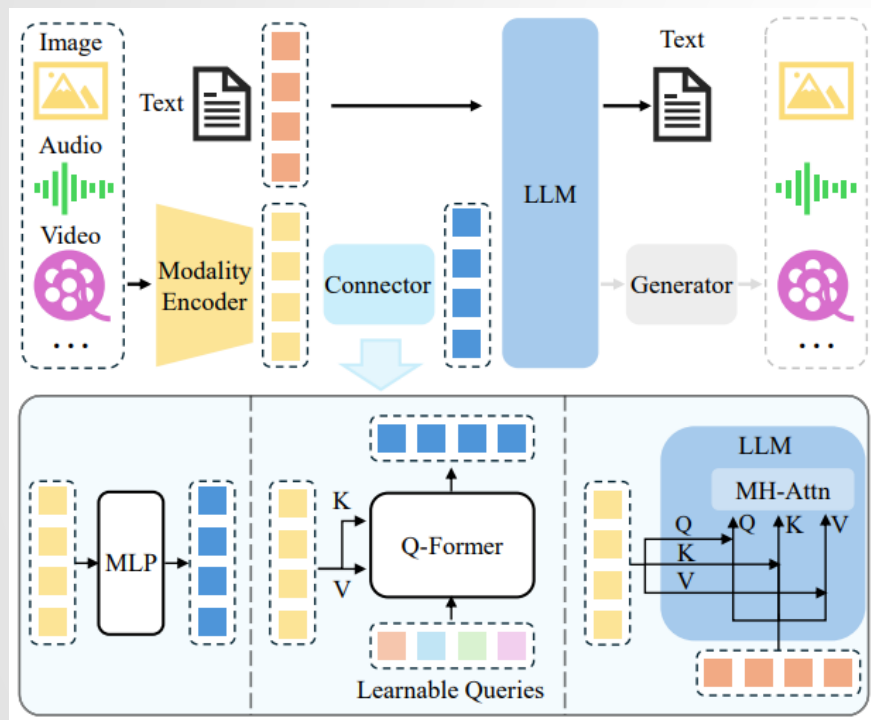 Image
Text
Text
Audio
LLM
Video
Modality
Encoder
Connector
Generator
...
...
LLM
MH-Attn
K
Q
Q
K
V
MLP
Q-Former
K
V
V
Learnable Queries